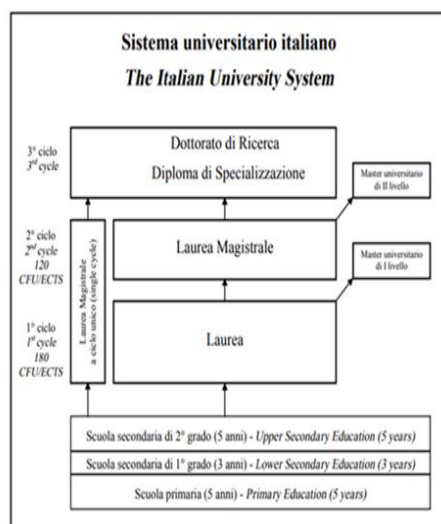 Sistema universitario italiano
The Italian University System
3° ciclo
3rd cycle
Dottorato di Ricerca
Diploma di Specializzazione
Master universitario
di II livello
2° ciclo
2nd cycle
120
CFU/ECTS
Laurea Magistrale
a ciclo unico (single cycle)
Laurea Magistrale
Master universitario
di I livello
1° ciclo
1st cycle
180
CFU/ECTS
Laurea
Scuola secondaria di 2° grado (5 anni) - Upper Secondary Education (5 years)
Scuola secondaria di 1° grado (3 anni) - Lower Secondary Education (3 years)
Scuola primaria (5 anni) - Primary Education (5 years)